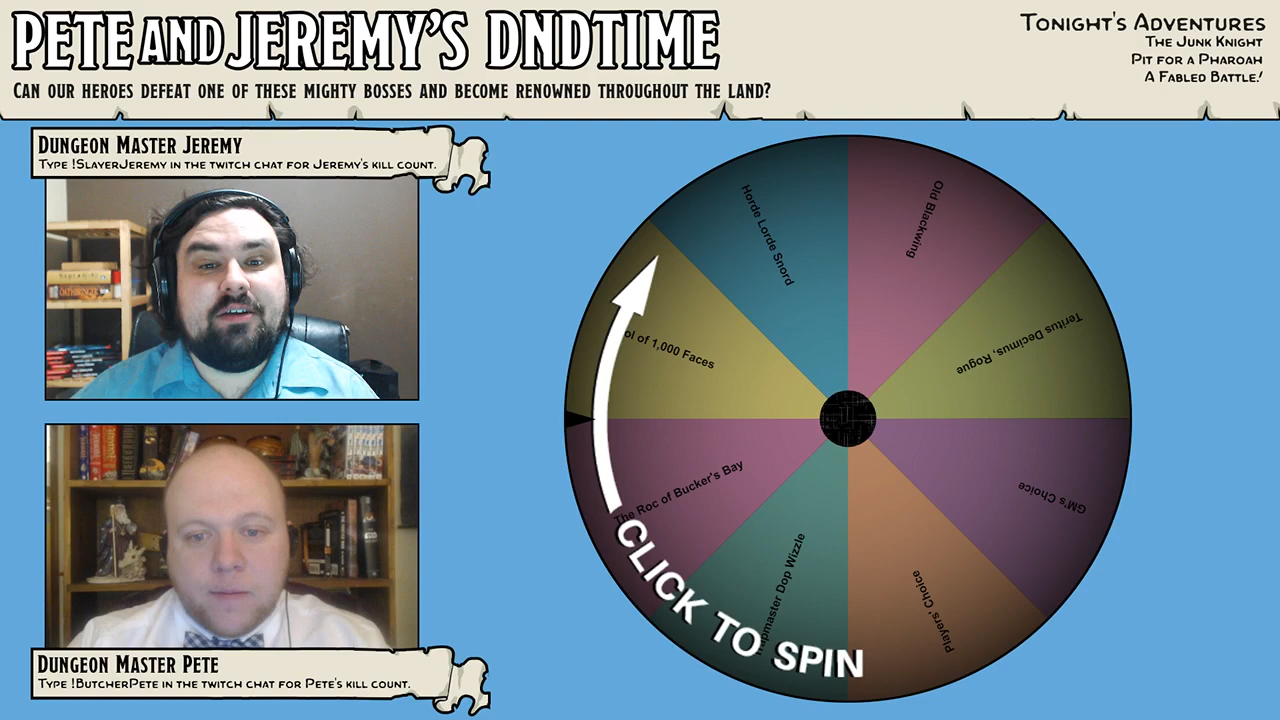 PETE AND JEREMY'S DNDTIME
CAN OUR HEROES DEFEAT ONE OF THESE MIGHTY BOSSES AND BECOME RENOWNED THROUGHOUT THE LAND?
TONIGHT'S ADVENTURES
THE JUNK KNIGHT
PIT FOR A PHAROAH
A FABLED BATTLE!
DUNGEON MASTER JEREMY
TYPE !SLAYERJEREMY IN THE TWITCH CHAT FOR JEREMY'S KILL COUNT.
OATHBRINGER
Horde Lorde Snord
Old Blackwing
Teritus Decimus, Rogue
GM's Choice
Players' Choice
Dop Wizzle
The Roc of Bucker's Bay
of 1,000 Faces
CLICK TO SPIN
DUNGEON MASTER PETE
TYPE !BUTCHERPETE IN THE TWITCH CHAT FOR PETE'S KILL COUNT.